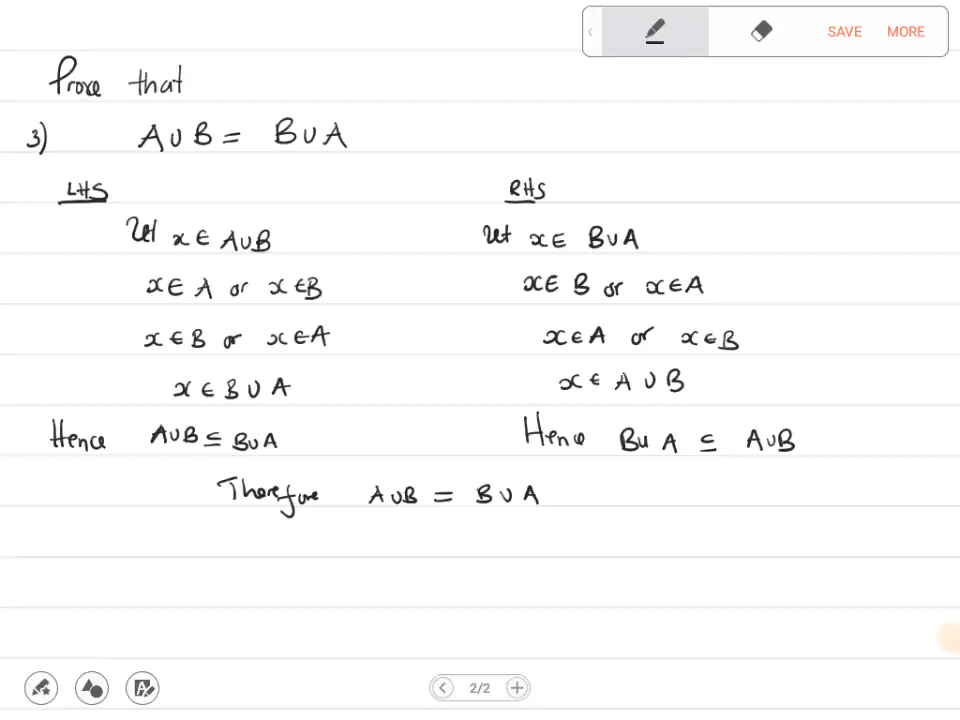 SAVE MORE
Prove that
3) A∪B = B∪A
LHS
Let x∈ A∪B
x∈ A or x∈B
x∈B or x∈A
x∈B∪A
Hence A∪B ⊆ B∪A
RHS
Let x∈ B∪A
x∈ B or x∈A
x∈A or x∈B
x∈ A∪B
Hence B∪A ⊆ A∪B
Therefore A∪B = B∪A
2/2